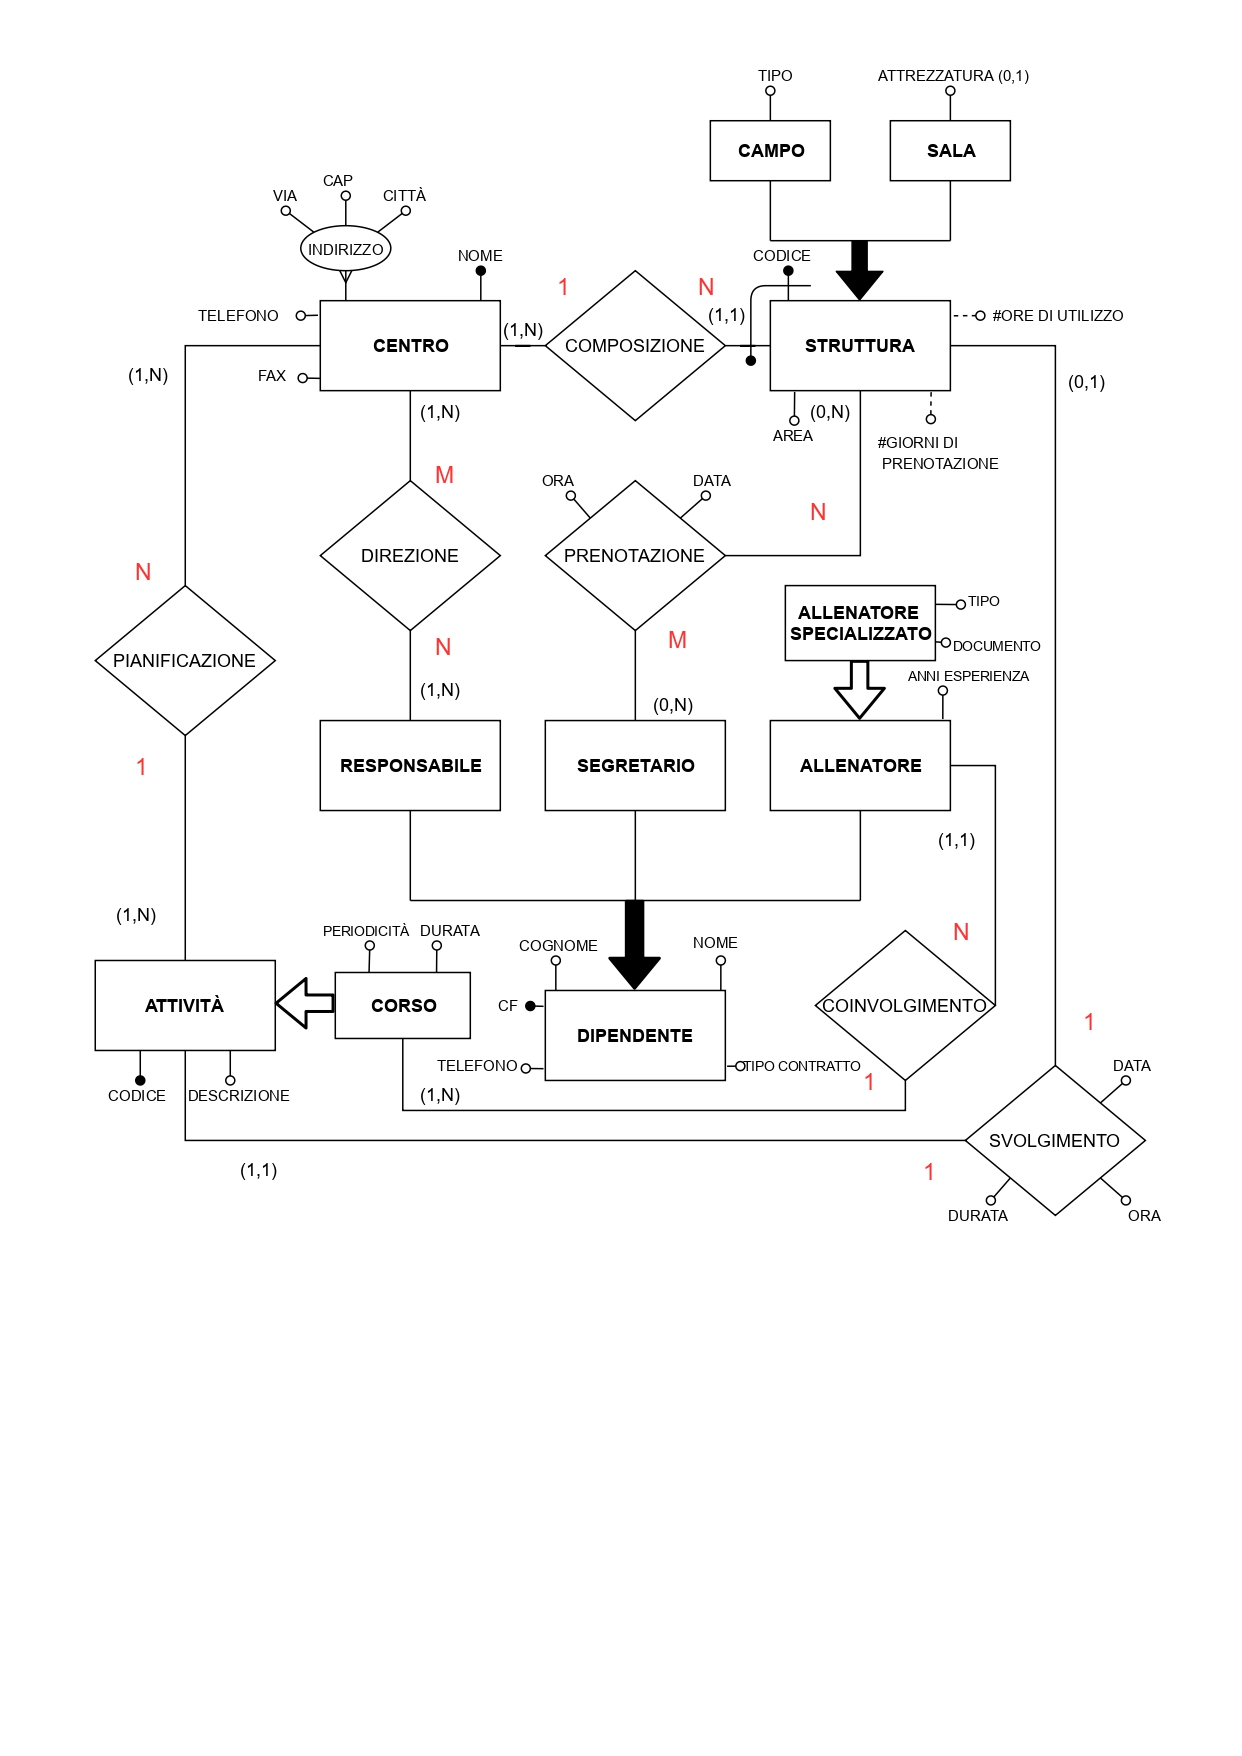 TIPO
ATTREZZATURA (0,1)
CAMPO
SALA
CAP
VIA
CITTÀ
INDIRIZZO
NOME
CODICE
1
N
TELEFONO
(1,N)
(1,1)
#ORE DI UTILIZZO
CENTRO
COMPOSIZIONE
STRUTTURA
(1,N)
FAX
(0,1)
(1,N)
(0,N)
AREA
#GIORNI DI
PRENOTAZIONE
M
ORA
DATA
N
DIREZIONE
PRENOTAZIONE
N
TIPO
ALLENATORE
SPECIALIZZATO
DOCUMENTO
N
M
PIANIFICAZIONE
ANNI ESPERIENZA
(1,N)
(0,N)
1
RESPONSABILE
SEGRETARIO
ALLENATORE
(1,1)
(1,N)
PERIODICITÀ
DURATA
COGNOME
NOME
N
ATTIVITÀ
CORSO
CF
COINVOLGIMENTO
DIPENDENTE
1
TELEFONO
TIPO CONTRATTO
DATA
1
CODICE
DESCRIZIONE
(1,N)
SVOLGIMENTO
(1,1)
1
DURATA
ORA